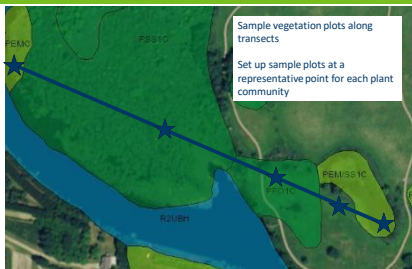 Sample vegetation plots along
transects
Set up sample plots at a
representative point for each plant
community
PSS1C
PFO1C
PEM/SS1C
R2UBH